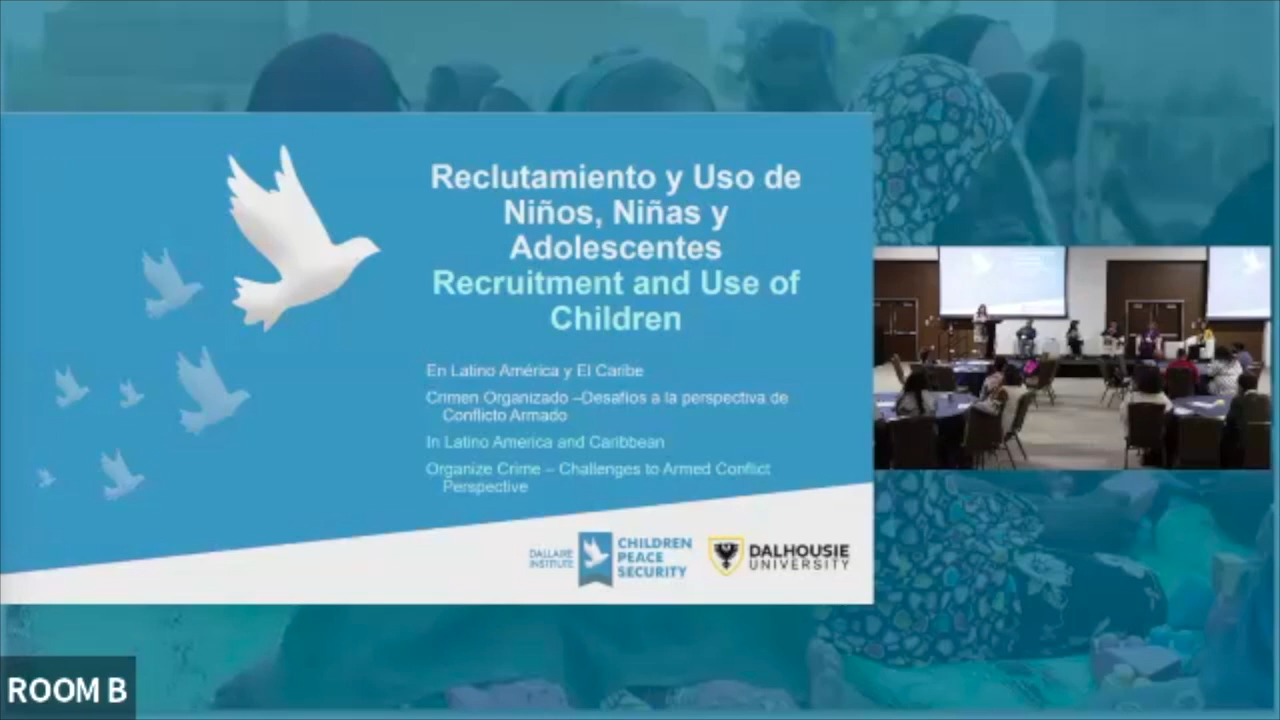 Reclutamiento y Uso de
Niños, Niñas y
Adolescentes
Recruitment and Use of
Children
En Latino América y El Caribe
Crimen Organizado –Desafíos a la perspectiva de
Conflicto Armado
In Latino America and Caribbean
Organize Crime – Challenges to Armed Conflict
Perspective
DALLAIRE
INSTITUTE
CHILDREN
PEACE
SECURITY
DALHOUSIE
UNIVERSITY
ROOM B